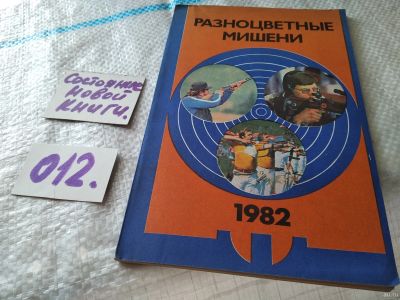 Состояние
новой
книги.
012.
РАЗНОЦВЕТНЫЕ
МИШЕНИ
1982